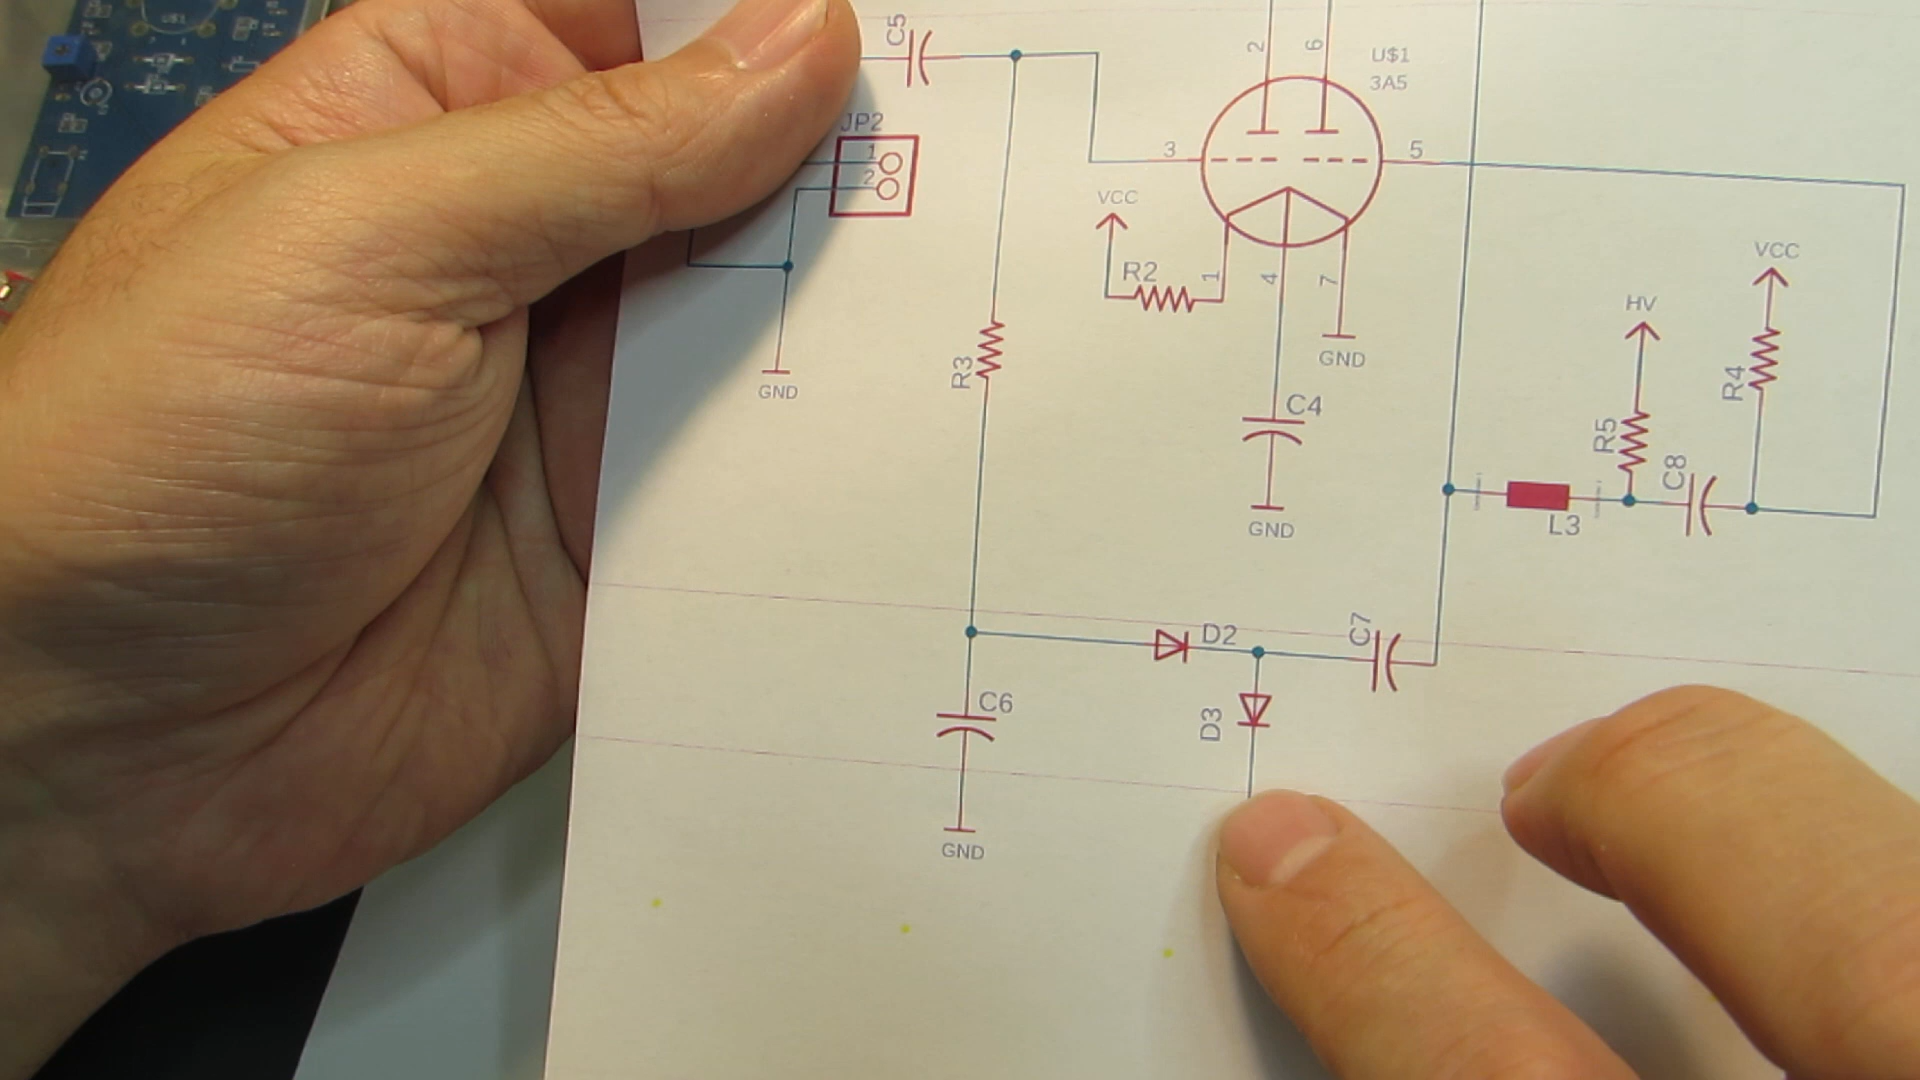 C5
2
6
U$1
3A5
JP2
1
2
3
5
VCC
R2
1
4
7
GND
GND
R3
C4
GND
VCC
HV
R4
R5
C8
L3
D2
C7
D3
C6
GND